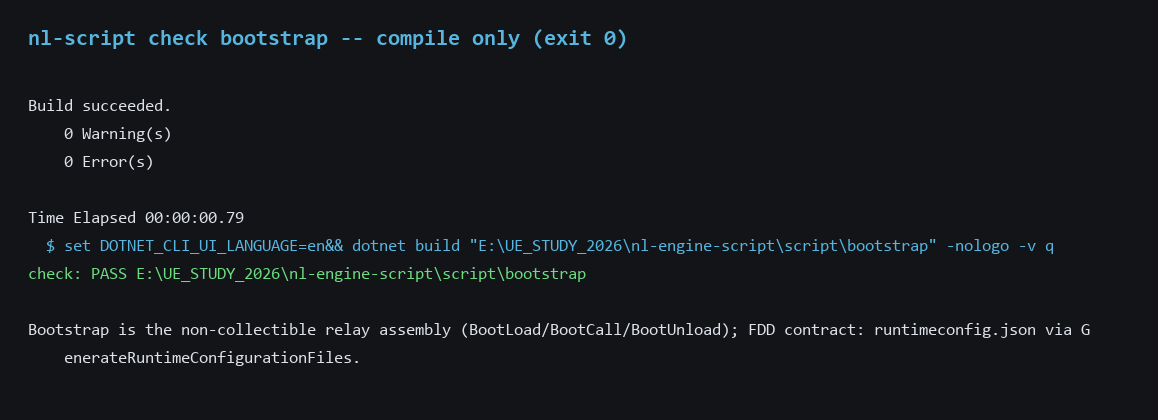 nl-script check bootstrap -- compile only (exit 0)
Build succeeded.
0 Warning(s)
0 Error(s)
Time Elapsed 00:00:00.79
$ set DOTNET_CLI_UI_LANGUAGE=en&& dotnet build "E:\UE_STUDY_2026\nl-engine-script\script\bootstrap" -nologo -v q
check: PASS E:\UE_STUDY_2026\nl-engine-script\script\bootstrap
Bootstrap is the non-collectible relay assembly (BootLoad/BootCall/BootUnload); FDD contract: runtimeconfig.json via G
enerateRuntimeConfigurationFiles.